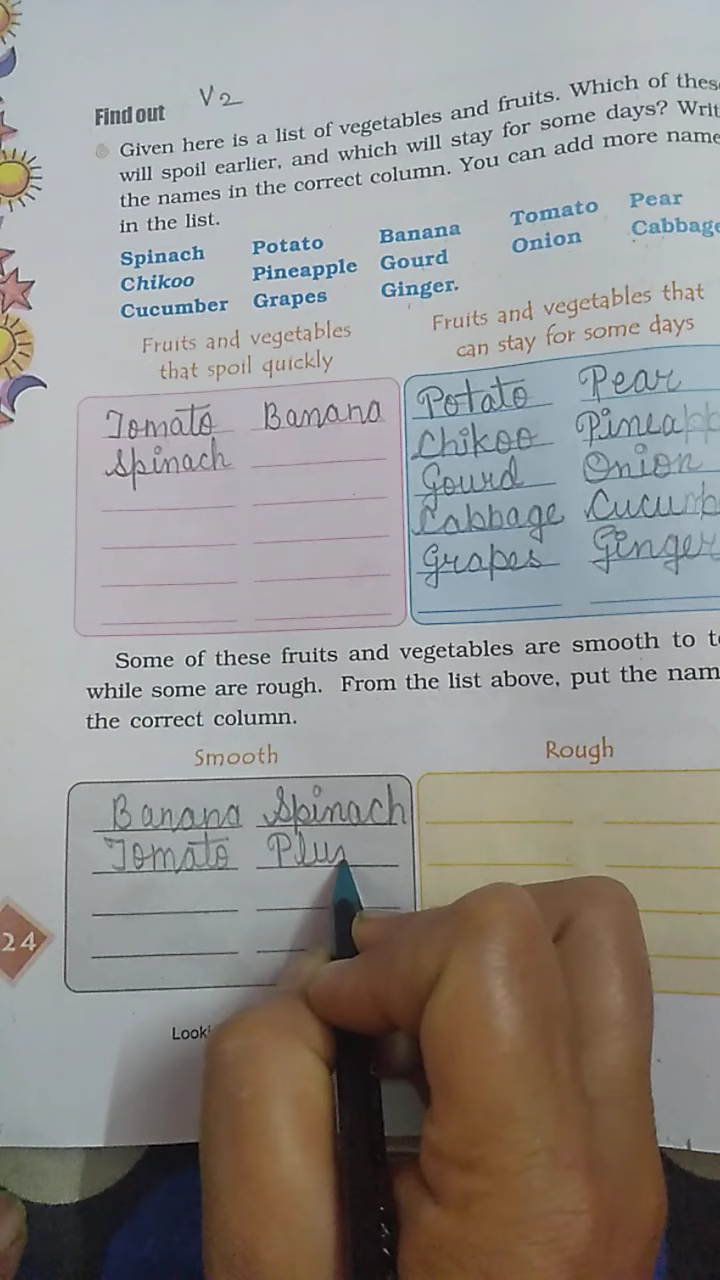 Find out V2
Given here is a list of vegetables and fruits. Which of thes
will spoil earlier, and which will stay for some days? Writ
the names in the correct column. You can add more name
in the list.
Spinach Potato Banana Tomato Pear
Chikoo Pineapple Gourd Onion Cabbage
Cucumber Grapes Ginger.
Fruits and vegetables
that spoil quickly
Fruits and vegetables that
can stay for some days
Tomato Banana
Spinach
Potato Pear
Chikoo Pineapp
Gourd Onion
Cabbage Cucumb
Grapes Ginger
Some of these fruits and vegetables are smooth to t
while some are rough. From the list above, put the nam
the correct column.
Smooth
Rough
Banana Spinach
Tomato Plu
24
Looki